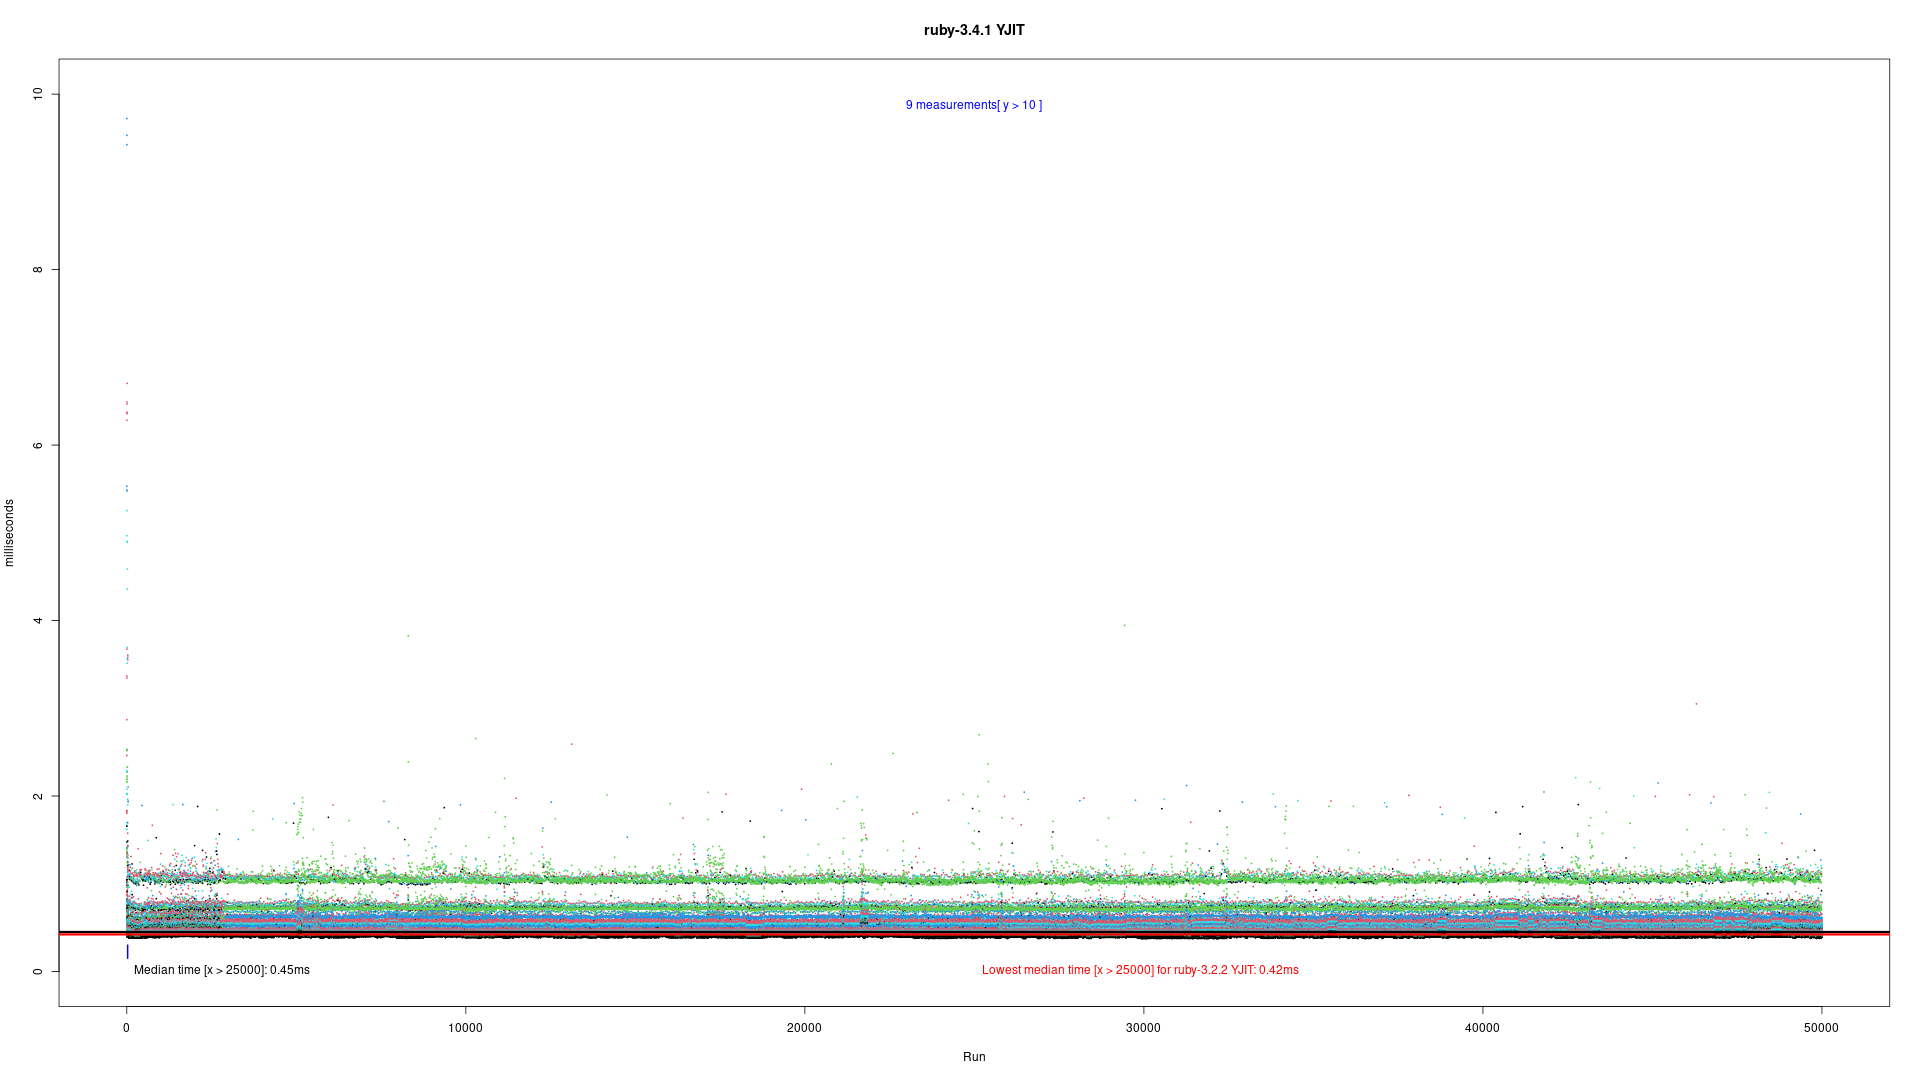 ruby-3.4.1 YJIT
9 measurements[ y > 10 ]
10
8
6
4
2
0
milliseconds
Median time [x > 25000]: 0.45ms
Lowest median time [x > 25000] for ruby-3.2.2 YJIT: 0.42ms
0 10000 20000 30000 40000 50000
Run